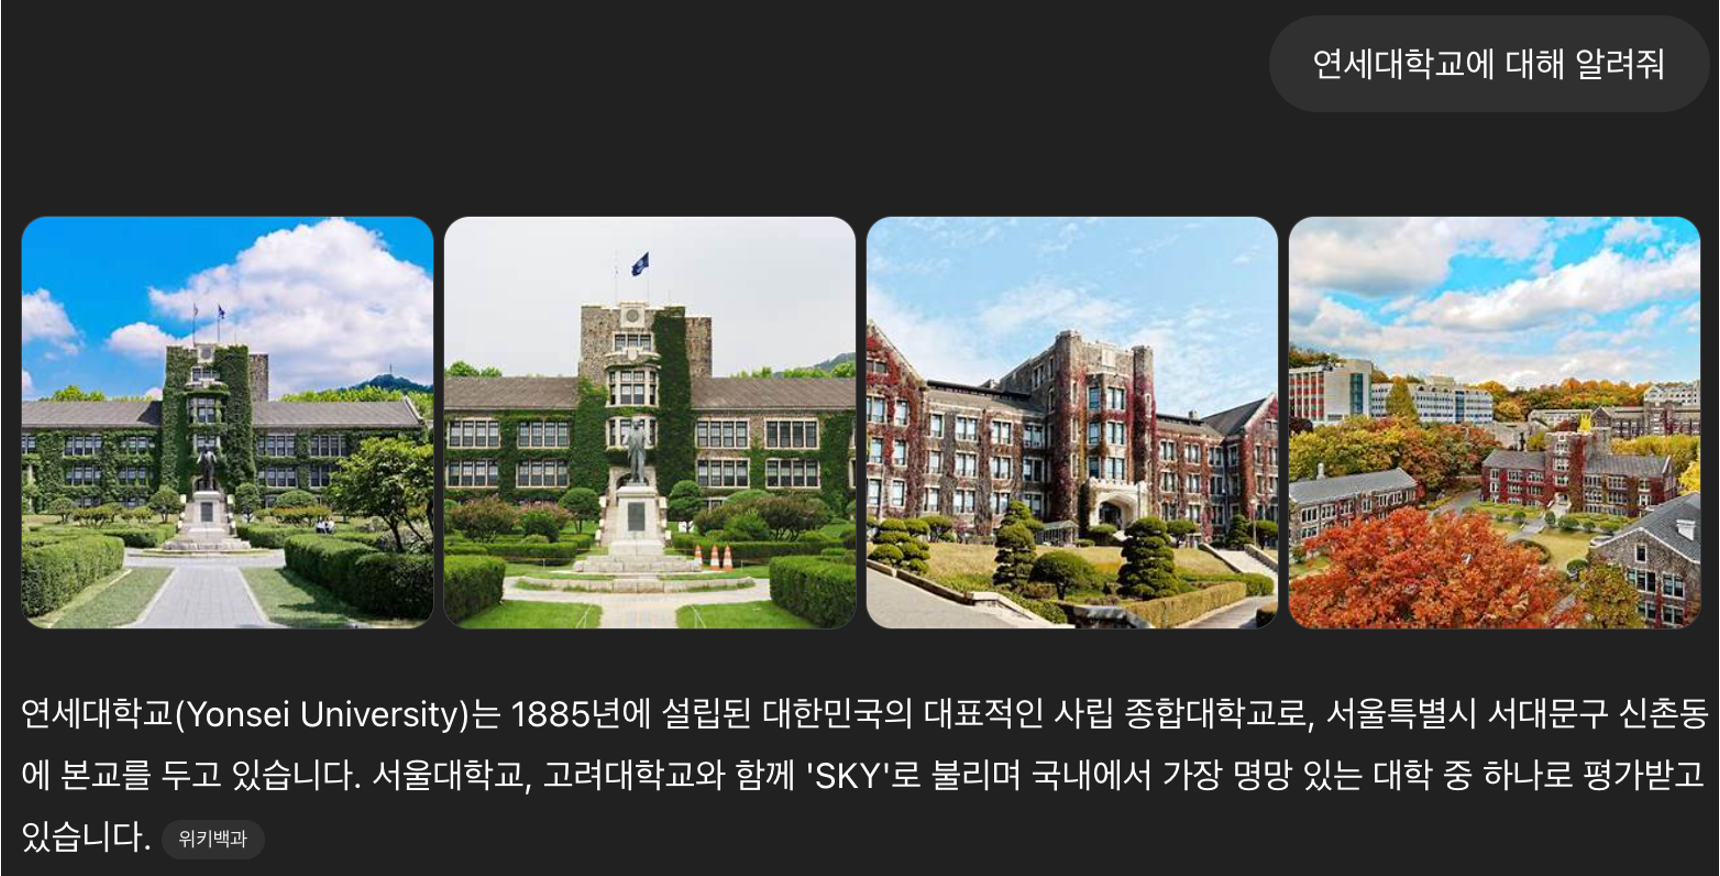 연세대학교에 대해 알려줘
연세대학교(Yonsei University)는 1885년에 설립된 대한민국의 대표적인 사립 종합대학교로, 서울특별시 서대문구 신촌동
에 본교를 두고 있습니다. 서울대학교, 고려대학교와 함께 'SKY'로 불리며 국내에서 가장 명망 있는 대학 중 하나로 평가받고
있습니다. 위키백과